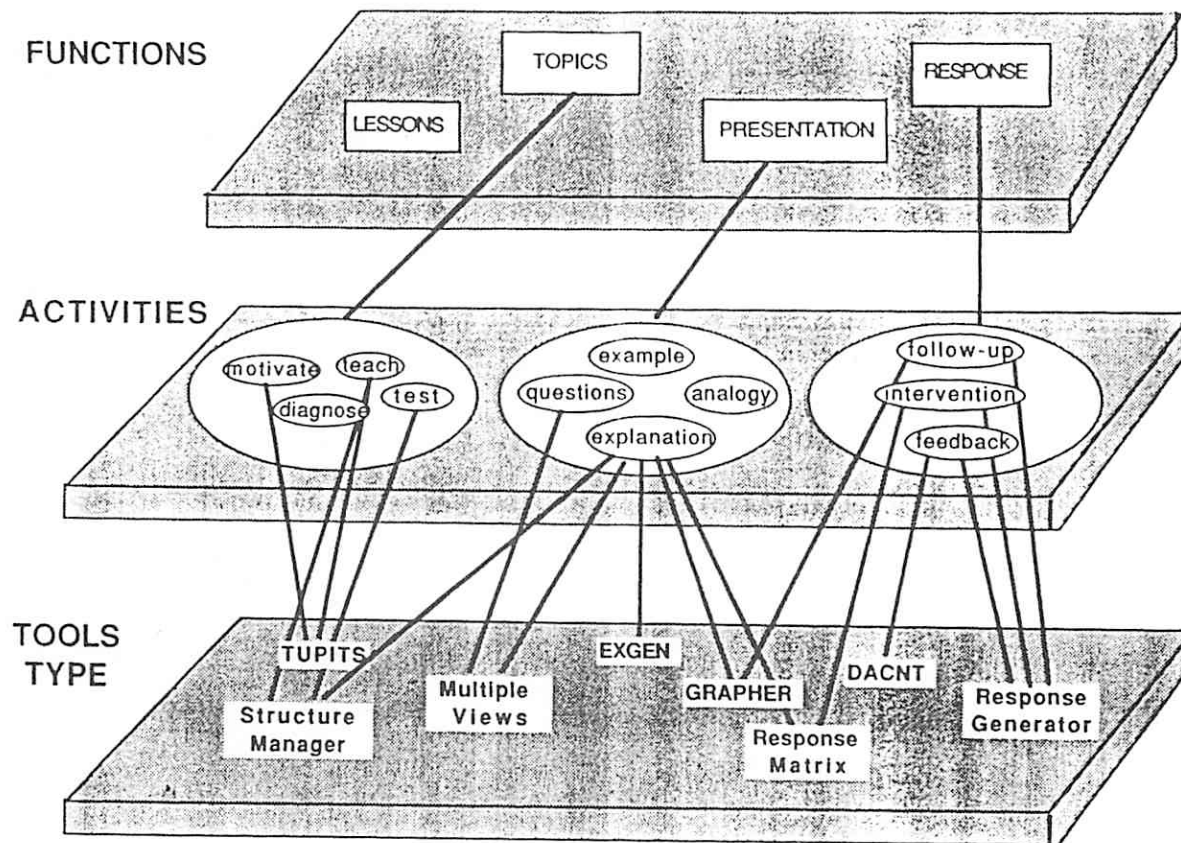 FUNCTIONS
TOPICS
RESPONSE
LESSONS
PRESENTATION
ACTIVITIES
follow-up
example
motivate
teach
questions
analogy
intervention
test
diagnose
explanation
feedback
TOOLS
TYPE
TUPITS
EXGEN
DACNT
Multiple
Views
GRAPHER
Response
Generator
Structure
Manager
Response
Matrix